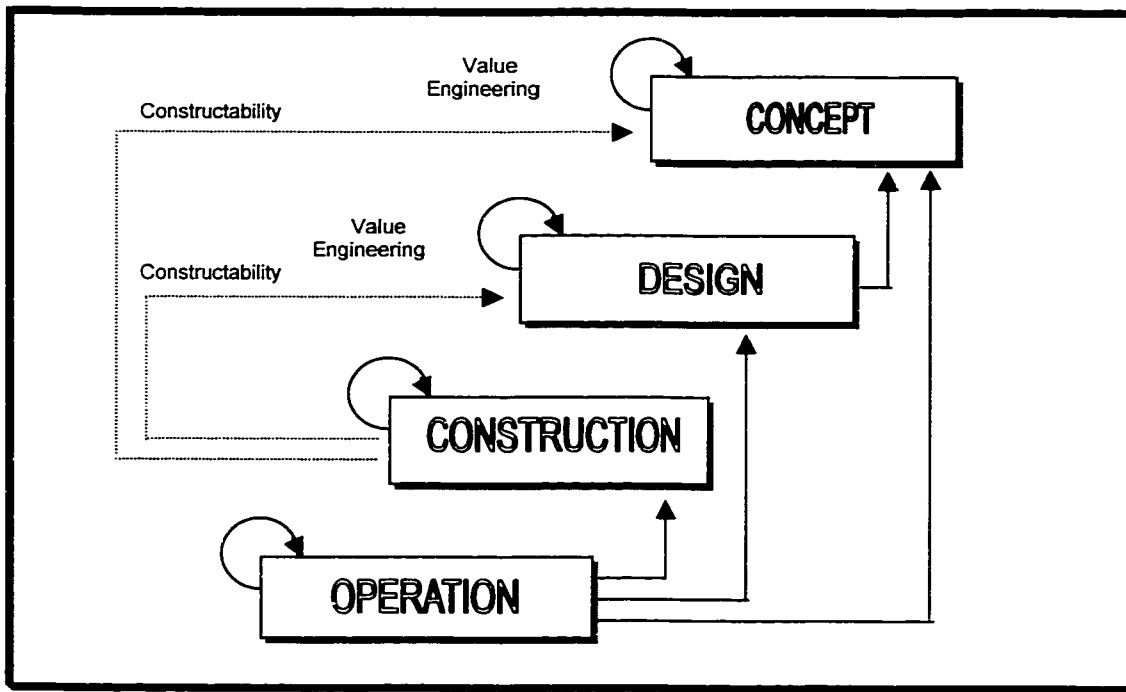 Value
Engineering
Constructability
CONCEPT
Value
Engineering
Constructability
DESIGN
CONSTRUCTION
OPERATION